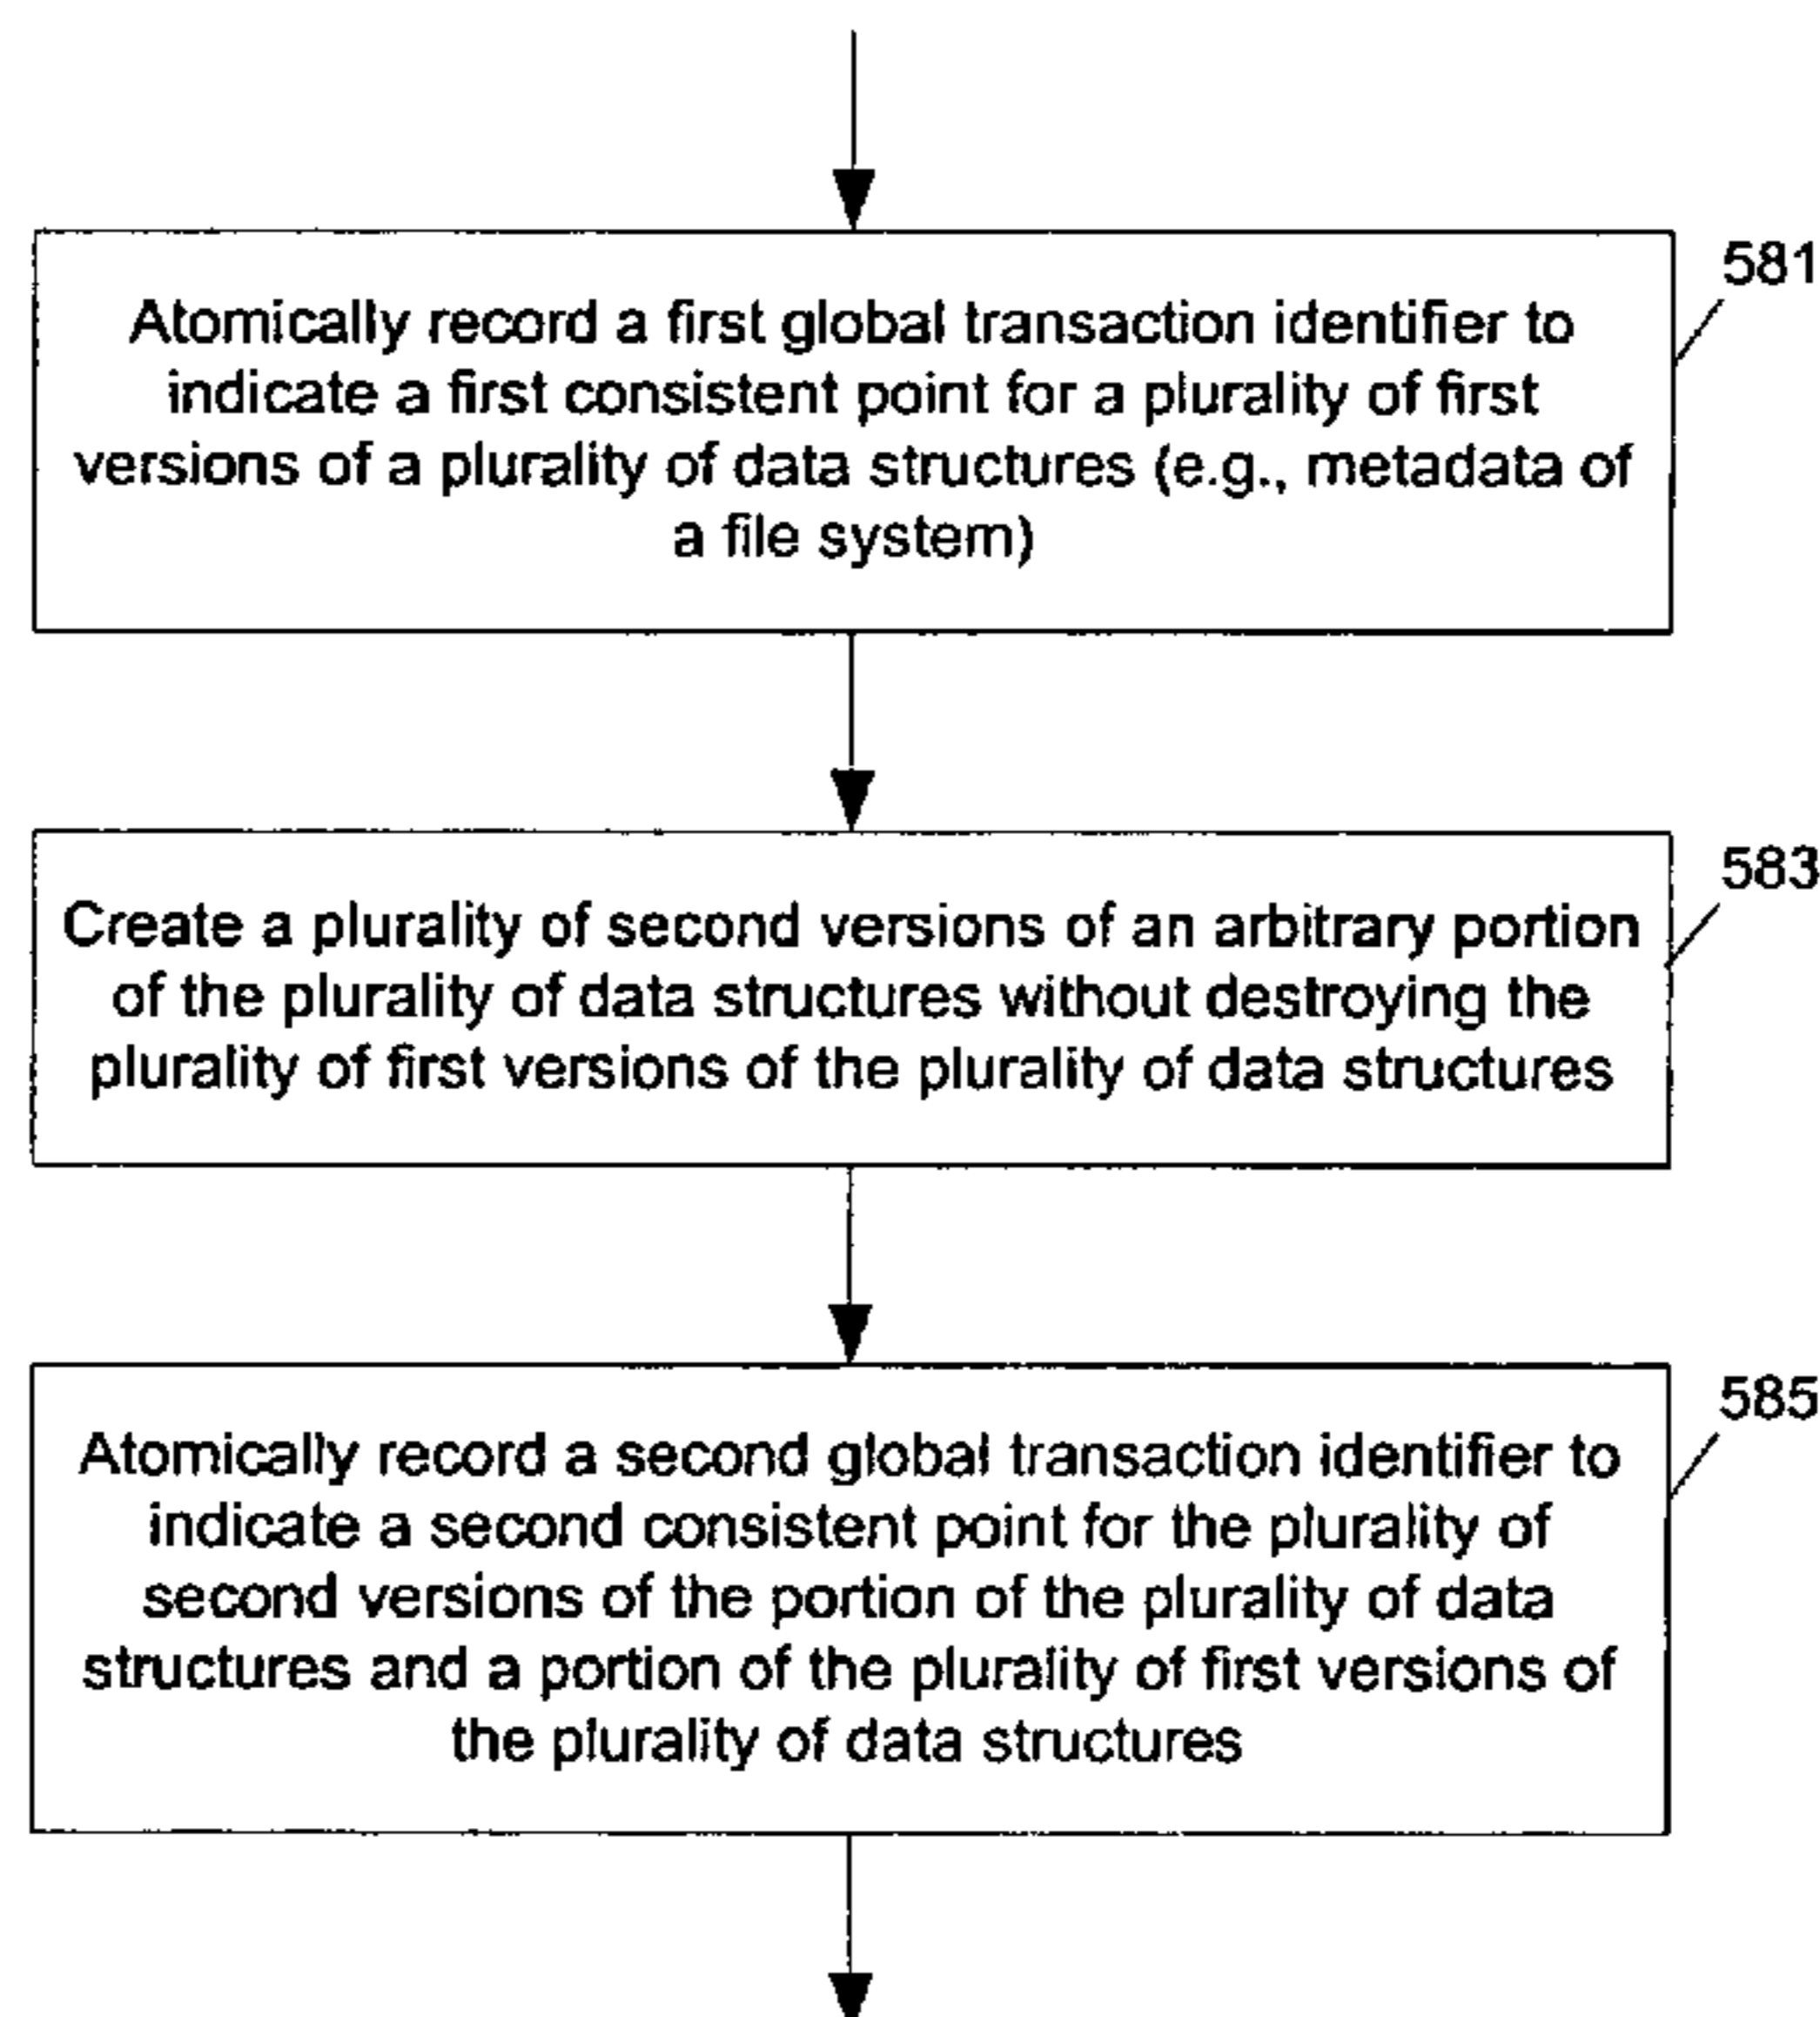 581
Atomically record a first global transaction identifier to
indicate a first consistent point for a plurality of first
versions of a plurality of data structures (e.g., metadata of
a file system)
583
Create a plurality of second versions of an arbitrary portion
of the plurality of data structures without destroying the
plurality of first versions of the plurality of data structures
585
Atomically record a second global transaction identifier to
indicate a second consistent point for the plurality of
second versions of the portion of the plurality of data
structures and a portion of the plurality of first versions of
the plurality of data structures